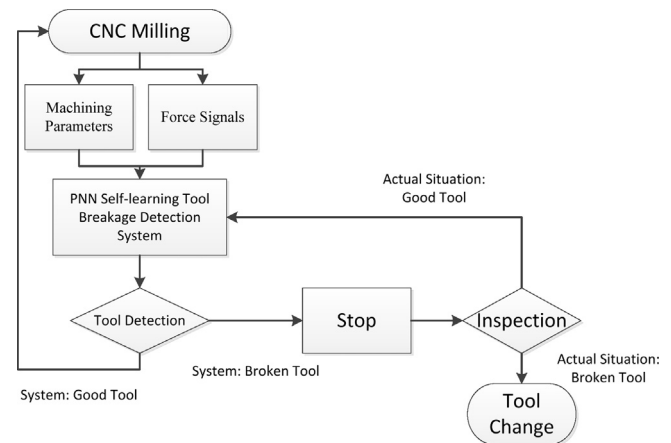 CNC Milling
Machining
Parameters
Force Signals
PNN Self-learning Tool
Breakage Detection
System
Actual Situation:
Good Tool
Tool Detection
Stop
Inspection
System: Broken Tool
Actual Situation:
Broken Tool
System: Good Tool
Tool
Change